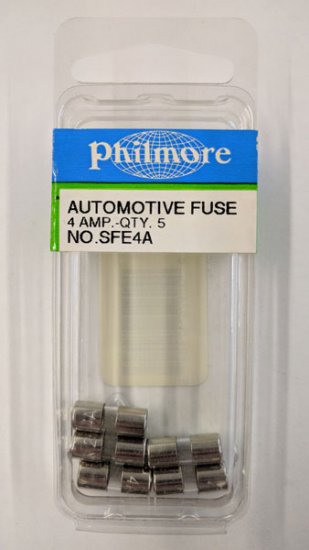 philmore
AUTOMOTIVE FUSE
4 AMP.-QTY. 5
NO.SFE4A